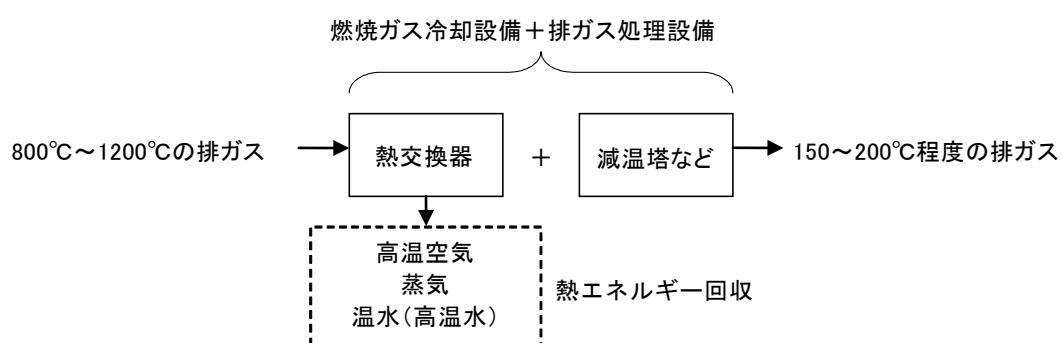 燃焼ガス冷却設備＋排ガス処理設備
800℃～1200℃の排ガス
熱交換器
＋
減温塔など
150～200℃程度の排ガス
高温空気
蒸気
温水（高温水）
熱エネルギー回収